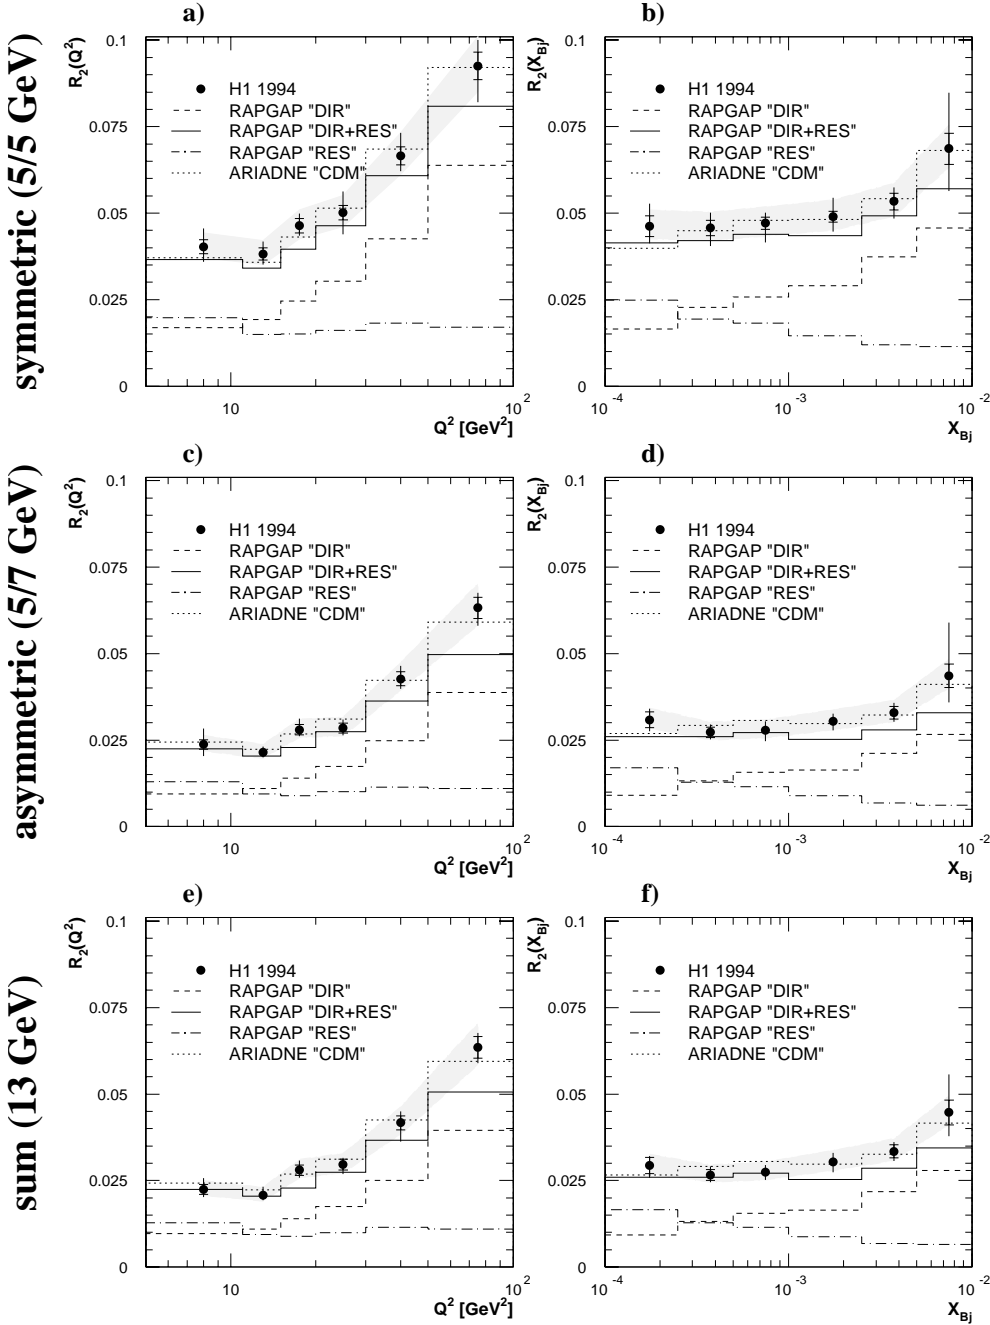 symmetric (5/5 GeV)
a)
R2(Q²)
0.1
0.075
0.05
0.025
0
H1 1994
RAPGAP "DIR"
RAPGAP "DIR+RES"
RAPGAP "RES"
ARIADNE "CDM"
10
10²
Q² [GeV²]
b)
R2(XBj)
0.1
0.075
0.05
0.025
0
H1 1994
RAPGAP "DIR"
RAPGAP "DIR+RES"
RAPGAP "RES"
ARIADNE "CDM"
10⁻⁴
10⁻³
10⁻²
XBj
asymmetric (5/7 GeV)
c)
R2(Q²)
0.1
0.075
0.05
0.025
0
H1 1994
RAPGAP "DIR"
RAPGAP "DIR+RES"
RAPGAP "RES"
ARIADNE "CDM"
10
10²
Q² [GeV²]
d)
R2(XBj)
0.1
0.075
0.05
0.025
0
H1 1994
RAPGAP "DIR"
RAPGAP "DIR+RES"
RAPGAP "RES"
ARIADNE "CDM"
10⁻⁴
10⁻³
10⁻²
XBj
sum (13 GeV)
e)
R2(Q²)
0.1
0.075
0.05
0.025
0
H1 1994
RAPGAP "DIR"
RAPGAP "DIR+RES"
RAPGAP "RES"
ARIADNE "CDM"
10
10²
Q² [GeV²]
f)
R2(XBj)
0.1
0.075
0.05
0.025
0
H1 1994
RAPGAP "DIR"
RAPGAP "DIR+RES"
RAPGAP "RES"
ARIADNE "CDM"
10⁻⁴
10⁻³
10⁻²
XBj